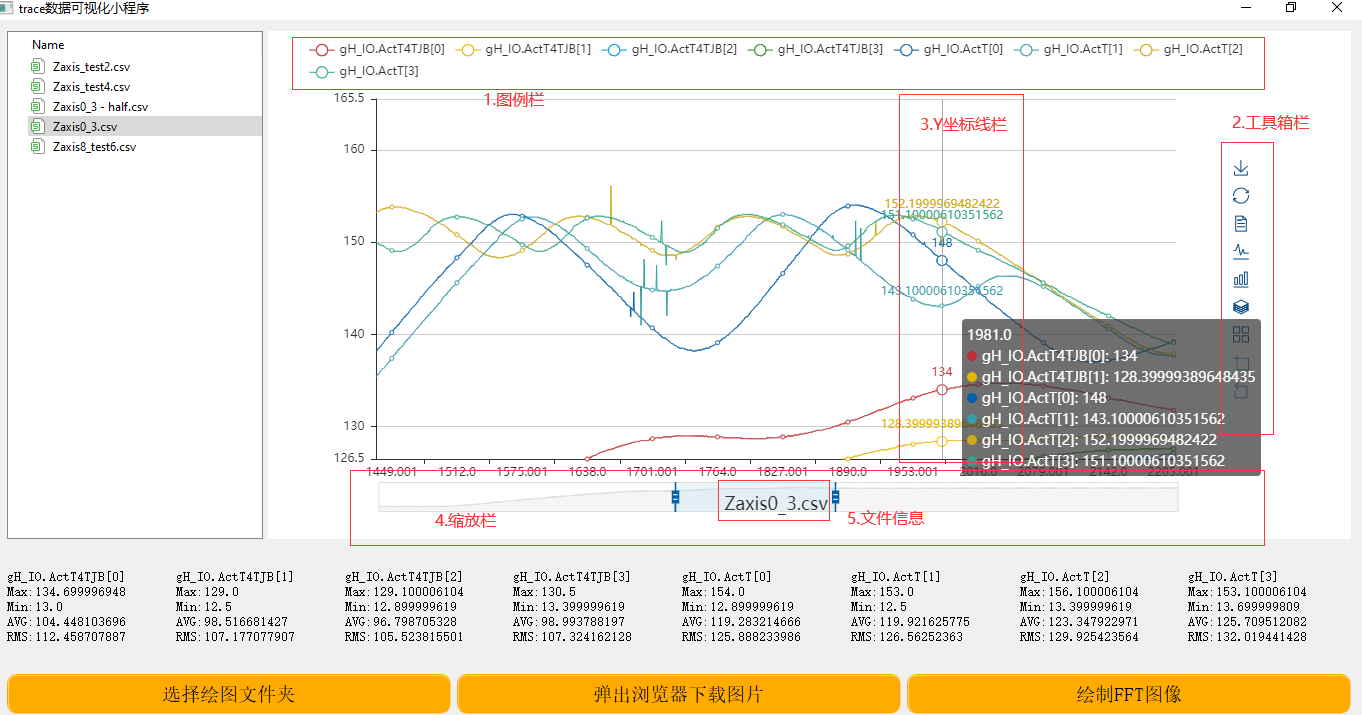 trace数据可视化小程序
Name
Zaxis_test2.csv
Zaxis_test4.csv
Zaxis0_3 - half.csv
Zaxis0_3.csv
Zaxis8_test6.csv
gH_IO.ActT4TJB[0] gH_IO.ActT4TJB[1] gH_IO.ActT4TJB[2] gH_IO.ActT4TJB[3] gH_IO.ActT[0] gH_IO.ActT[1] gH_IO.ActT[2]
gH_IO.ActT[3]
1.图例栏
2.工具箱栏
3.Y坐标线栏
165.5
160
150
140
130
126.5
152.1999969482422
151.10000610351562
148
143.10000610351562
134
1981.0
gH_IO.ActT4TJB[0]: 134
gH_IO.ActT4TJB[1]: 128.39999389648435
gH_IO.ActT[0]: 148
gH_IO.ActT[1]: 143.10000610351562
gH_IO.ActT[2]: 152.1999969482422
gH_IO.ActT[3]: 151.10000610351562
1449.001 1512.0 1575.001 1638.0 1701.001 1764.0 1827.001 1890.0 1953.001 2016.0 2079.001 2142.0 2205.001
Zaxis0_3.csv
4.缩放栏
5.文件信息
gH_IO.ActT4TJB[0] gH_IO.ActT4TJB[1] gH_IO.ActT4TJB[2] gH_IO.ActT4TJB[3] gH_IO.ActT[0] gH_IO.ActT[1] gH_IO.ActT[2] gH_IO.ActT[3]
Max:134.699996948 Max:129.0 Max:129.100006104 Max:130.5 Max:154.0 Max:153.0 Max:156.100006104 Max:153.100006104
Min:13.0 Min:12.5 Min:12.899999619 Min:13.399999619 Min:12.899999619 Min:12.5 Min:13.399999619 Min:13.699999809
AVG:104.448103696 AVG:98.516681427 AVG:96.798705328 AVG:98.993788197 AVG:119.283214666 AVG:119.921625775 AVG:123.347922971 AVG:125.709512082
RMS:112.458707887 RMS:107.177077907 RMS:105.523815501 RMS:107.324162128 RMS:125.888233986 RMS:126.56252363 RMS:129.925423564 RMS:132.019441428
选择绘图文件夹
弹出浏览器下载图片
绘制FFT图像